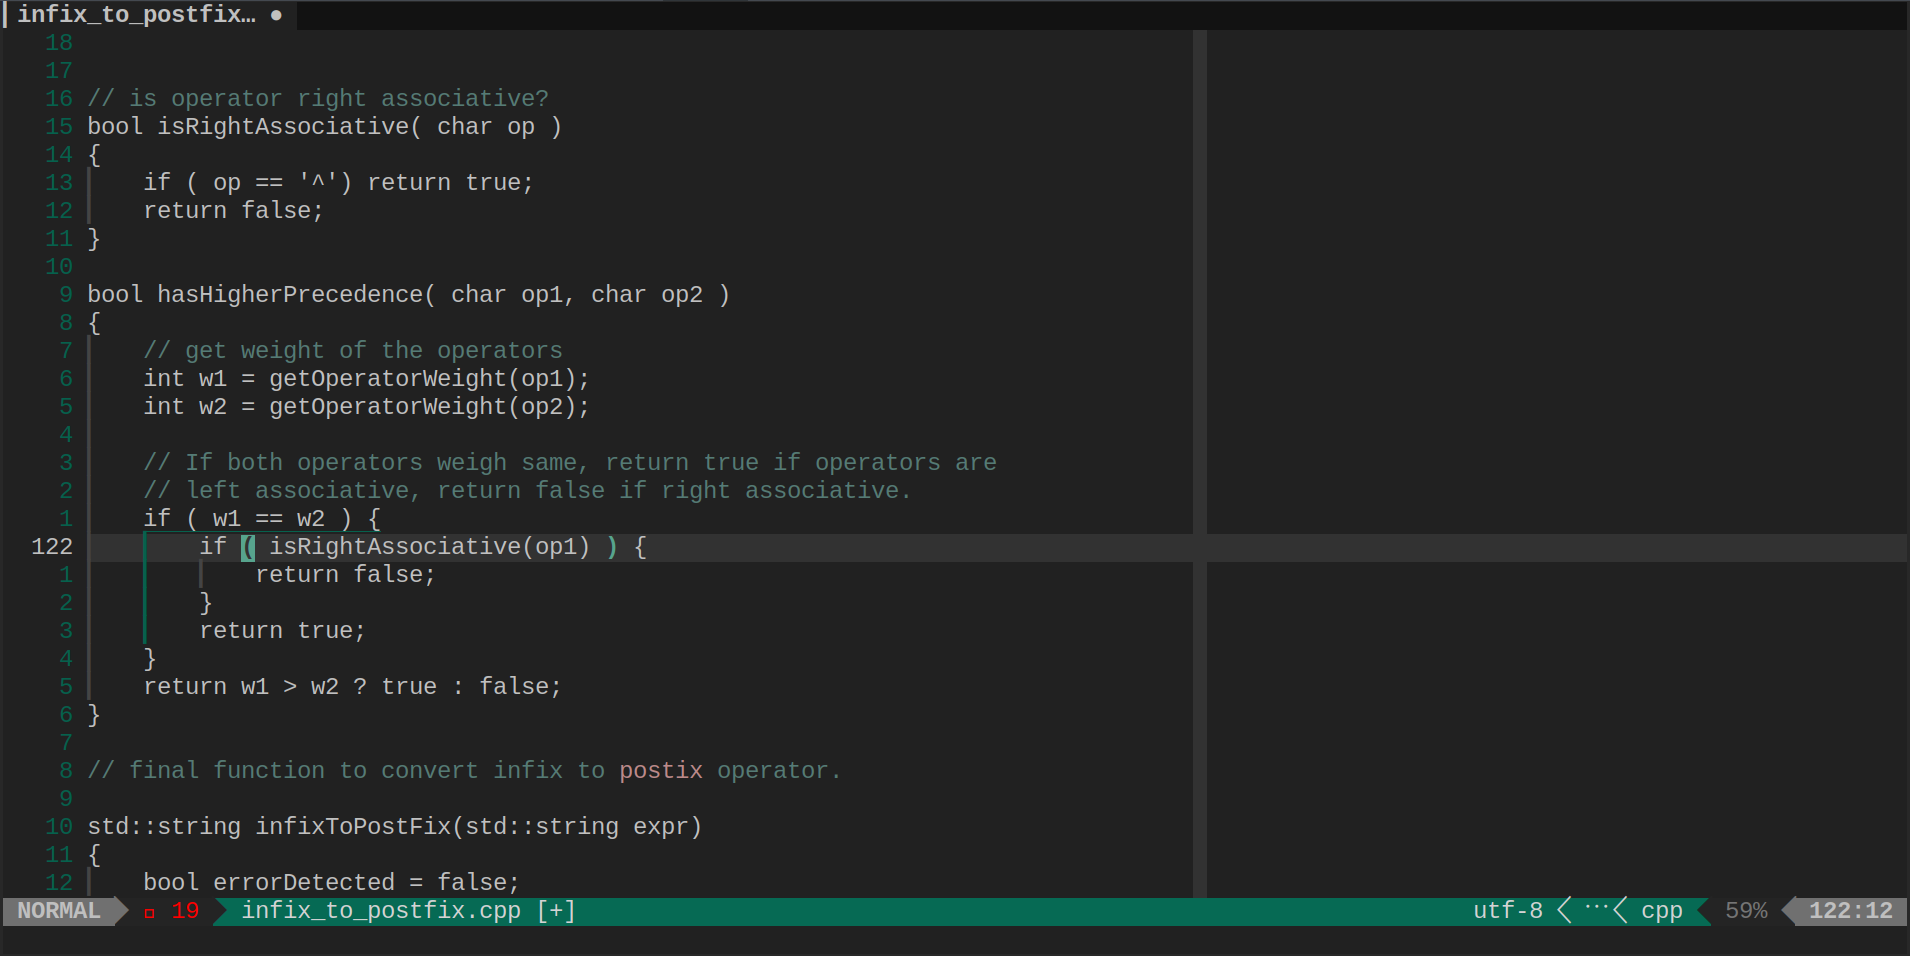 infix_to_postfix… ●
18
17
16 // is operator right associative?
15 bool isRightAssociative( char op )
14 {
13     if ( op == '^') return true;
12     return false;
11 }
10
9 bool hasHigherPrecedence( char op1, char op2 )
8 {
7     // get weight of the operators
6     int w1 = getOperatorWeight(op1);
5     int w2 = getOperatorWeight(op2);
4
3     // If both operators weigh same, return true if operators are
2     // left associative, return false if right associative.
1     if ( w1 == w2 ) {
122         if ( isRightAssociative(op1) ) {
1             return false;
2         }
3         return true;
4     }
5     return w1 > w2 ? true : false;
6 }
7
8 // final function to convert infix to postix operator.
9
10 std::string infixToPostFix(std::string expr)
11 {
12     bool errorDetected = false;
NORMAL 19 infix_to_postfix.cpp [+] utf-8 ... cpp 59% 122:12